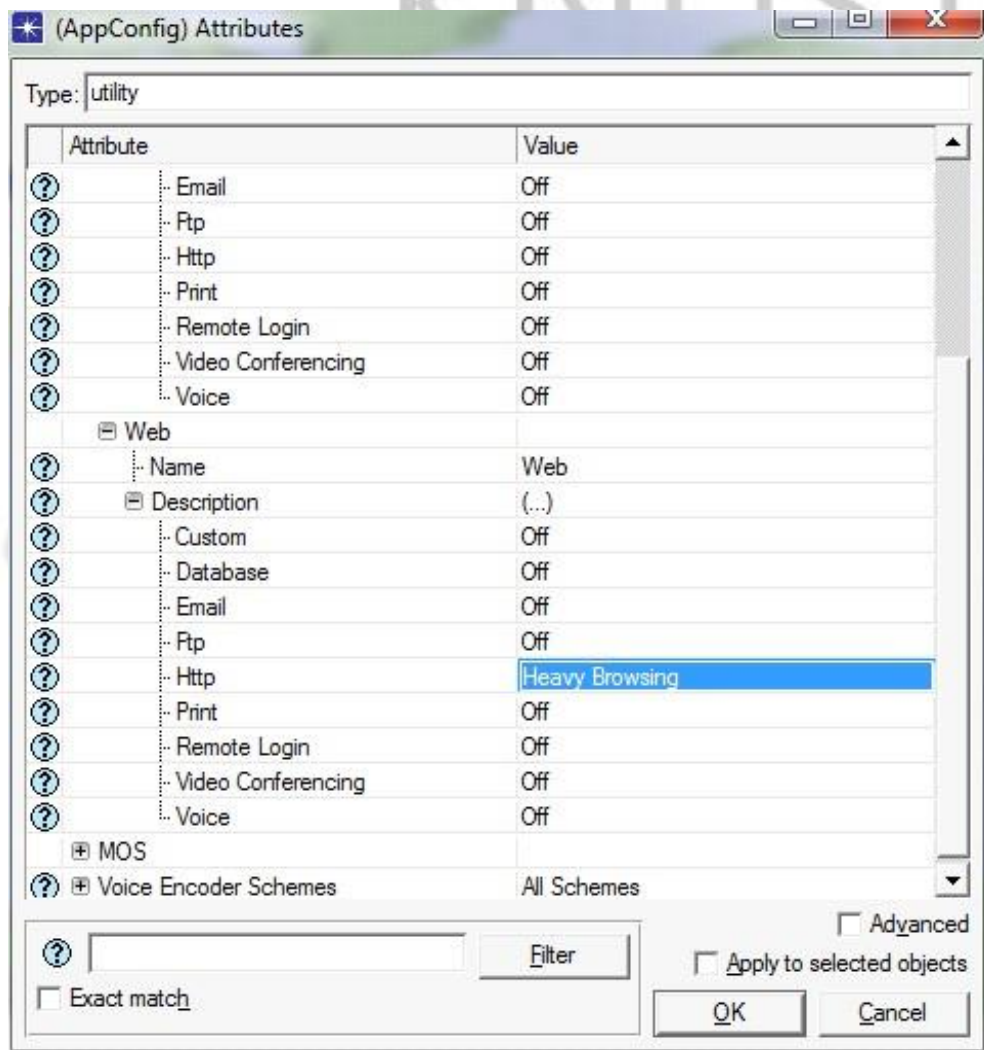 (AppConfig) Attributes
Type: utility
Attribute Value
Email Off
Ftp Off
Http Off
Print Off
Remote Login Off
Video Conferencing Off
Voice Off
Web
Name Web
Description (...)
Custom Off
Database Off
Email Off
Ftp Off
Http Heavy Browsing
Print Off
Remote Login Off
Video Conferencing Off
Voice Off
MOS
Voice Encoder Schemes All Schemes
Advanced
Filter
Apply to selected objects
Exact match
OK Cancel